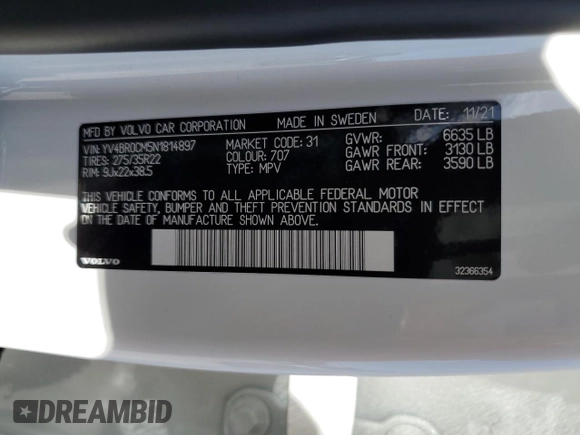 MFD BY VOLVO CAR CORPORATION MADE IN SWEDEN DATE: 11/21
VIN: YV4BR0CM5N1814897 MARKET CODE: 31 GVWR: 6635 LB
TIRES: 275/35R22 COLOUR: 707 GAWR FRONT: 3130 LB
RIM: 9Jx22x38.5 TYPE: MPV GAWR REAR: 3590 LB
THIS VEHICLE CONFORMS TO ALL APPLICABLE FEDERAL MOTOR
VEHICLE SAFETY, BUMPER AND THEFT PREVENTION STANDARDS IN EFFECT
ON THE DATE OF MANUFACTURE SHOWN ABOVE.
VOLVO 32366354
DREAMBID